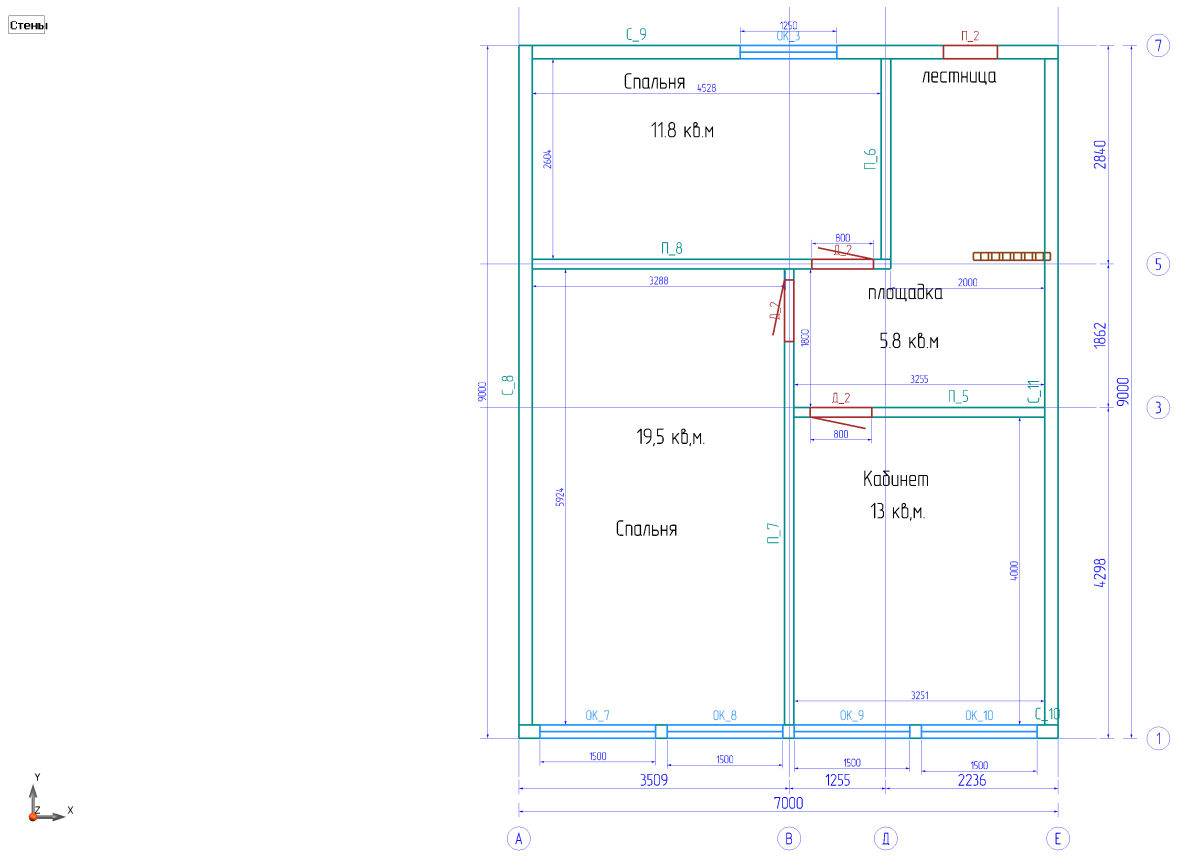 Стены
1250
С_9
ОК_3
П_2
7
Спальня
лестница
4528
11.8 кв.м
2604
П_6
2840
800
П_8
Д_2
5
3288
2000
площадка
Д_2
1800
1862
5.8 кв.м
3255
9000
С_8
С_11
9000
Д_2
П_5
3
19,5 кв,м.
800
Кабинет
5924
13 кв,м.
Спальня
П_7
4000
4298
3251
ОК_7
ОК_8
ОК_9
ОК_10
С_10
1
1500
1500
1500
1500
3509
1255
2236
7000
Y
Z
X
А
В
Д
Е